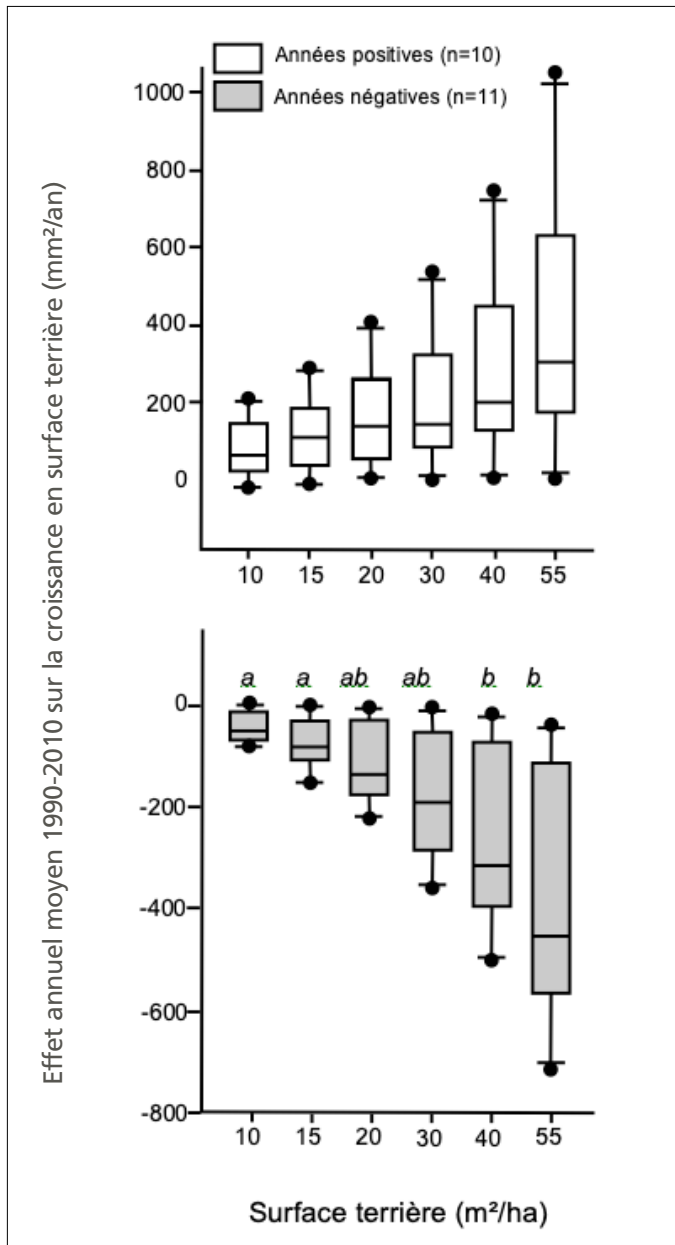 Années positives (n=10)
Années négatives (n=11)
Effet annuel moyen 1990-2010 sur la croissance en surface terrière (mm²/an)
1000
800
600
400
200
0
10 15 20 30 40 55
a a ab ab b b
0
-200
-400
-600
-800
10 15 20 30 40 55
Surface terrière (m²/ha)